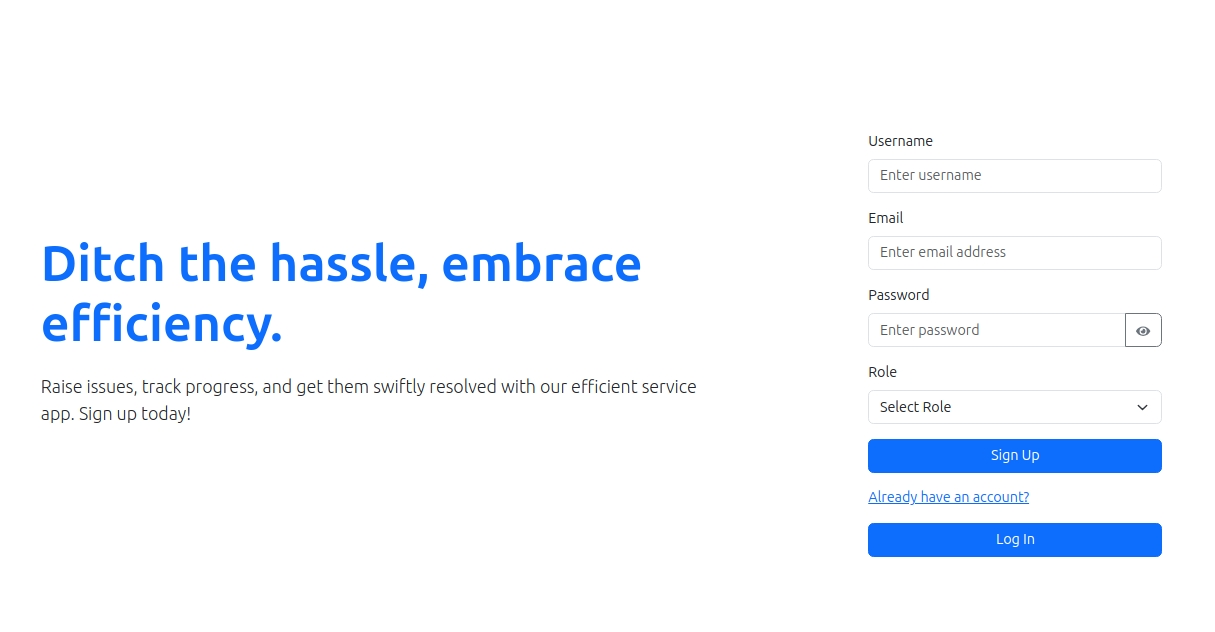 Ditch the hassle, embrace
efficiency.
Raise issues, track progress, and get them swiftly resolved with our efficient service
app. Sign up today!
Username
Enter username
Email
Enter email address
Password
Enter password
Role
Select Role
Sign Up
Already have an account?
Log In